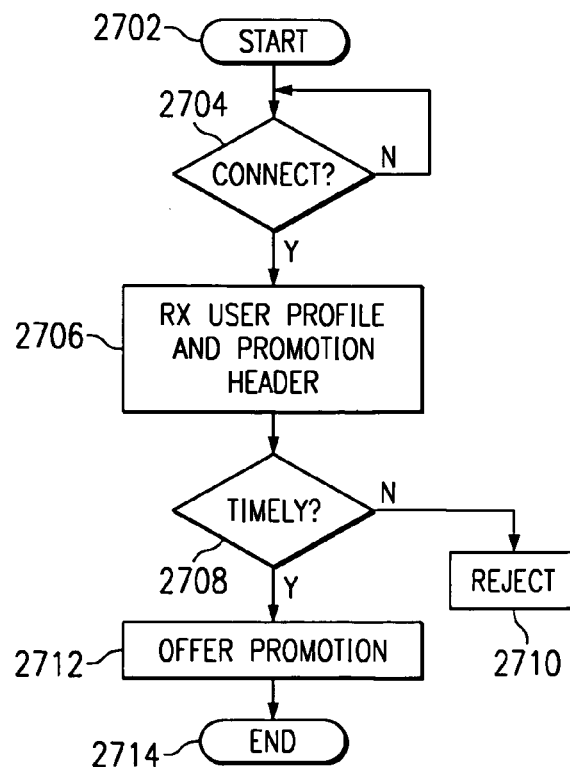 2702
START
2704
CONNECT?
N
Y
2706
RX USER PROFILE
AND PROMOTION
HEADER
TIMELY?
N
2708
Y
REJECT
2710
2712
OFFER PROMOTION
END
2714